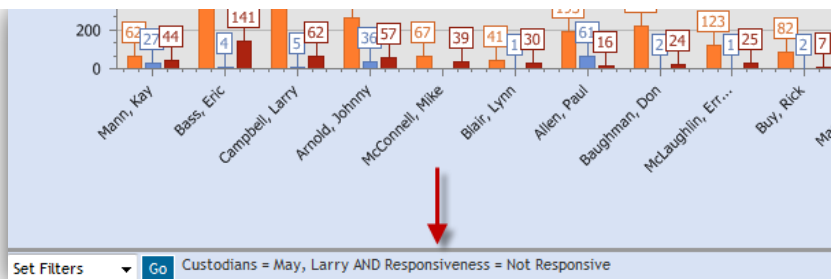 141
62 27 44 4 5 62 36 57 67 39 41 1 30 61 16 2 24 123 1 25 82 2 7
200
0
Mann, Kay
Bass, Eric
Campbell, Larry
Arnold, Johnny
McConnell, Mike
Blair, Lynn
Allen, Paul
Baughman, Don
McLaughlin, Err...
Buy, Rick
Ma
Set Filters Go Custodians = May, Larry AND Responsiveness = Not Responsive